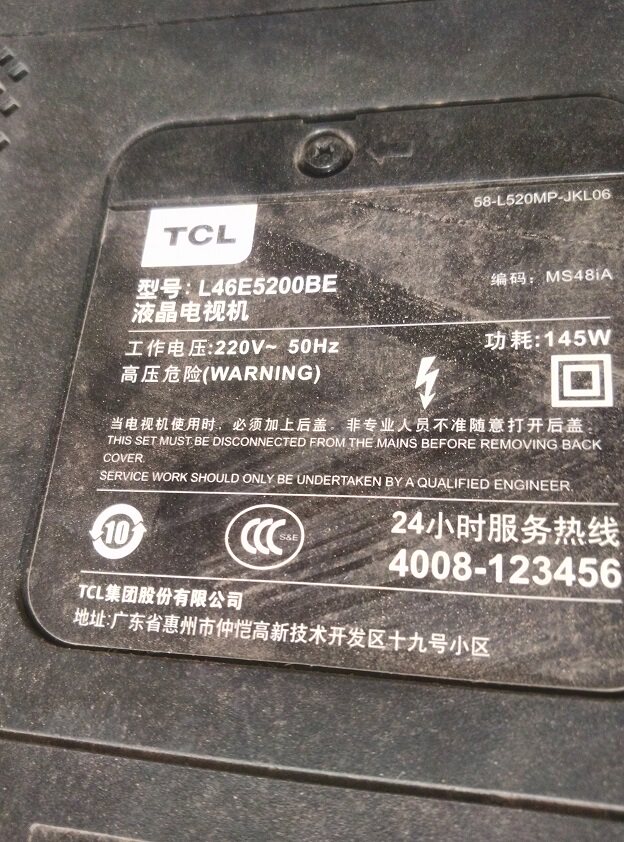 58-L520MP-JKL06
TCL
型号: L46E5200BE
编码: MS48iA
液晶电视机
工作电压:220V~ 50Hz
功耗:145W
高压危险(WARNING)
当电视机使用时, 必须加上后盖. 非专业人员不准随意打开后盖.
THIS SET MUST BE DISCONNECTED FROM THE MAINS BEFORE REMOVING BACK
COVER.
SERVICE WORK SHOULD ONLY BE UNDERTAKEN BY A QUALIFIED ENGINEER
10
CCC S&E
24小时服务热线
4008-123456
TCL集团股份有限公司
地址:广东省惠州市仲恺高新技术开发区十九号小区